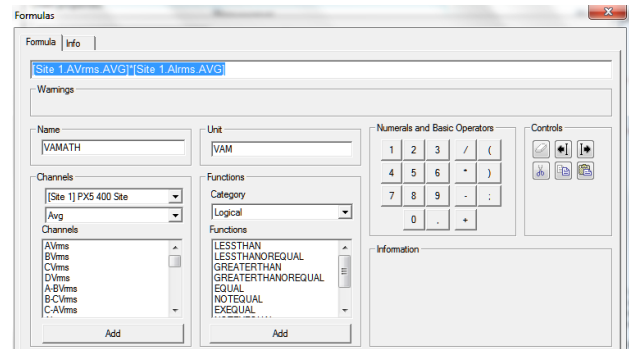 Formulas
Formula Info
[Site 1.AVrms.AVG]*[Site 1.AIrms.AVG]
Warnings
Name
VAMATH
Unit
VAM
Numerals and Basic Operators
1 2 3 / (
4 5 6 * )
7 8 9 - :
0 . +
Controls
Channels
[Site 1] PX5 400 Site
Avg
Channels
AVrms
BVrms
CVrms
DVrms
A-BVrms
B-CVrms
C-AVrms
Add
Functions
Category
Logical
Functions
LESSTHAN
LESSTHANOREQUAL
GREATERTHAN
GREATERTHANOREQUAL
EQUAL
NOTEQUAL
EXEQUAL
Add
Information